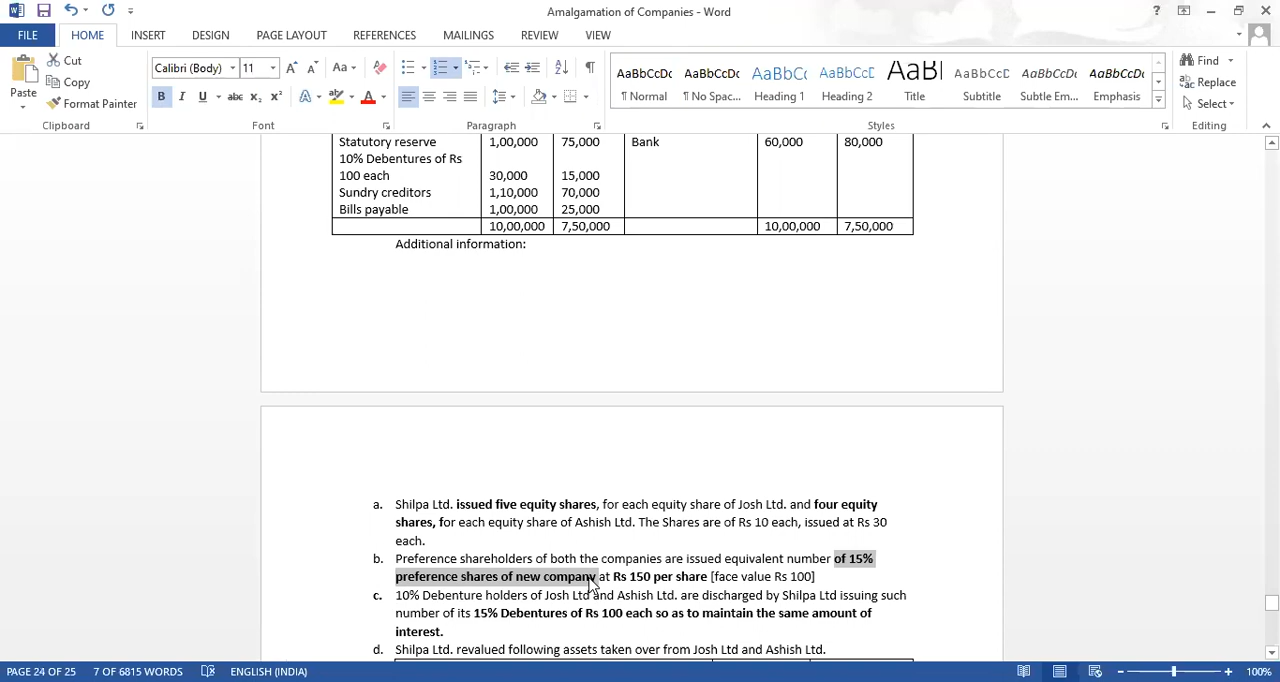 Amalgamation of Companies - Word
FILE HOME INSERT DESIGN PAGE LAYOUT REFERENCES MAILINGS REVIEW VIEW
Paste
Cut
Copy
Format Painter
Calibri (Body) 11
AaBbCcDc AaBbCcDc AaBbCc AaBbCcD AaBl AaBbCcD AaBbCcDc AaBbCcDc
¶ Normal ¶ No Spac... Heading 1 Heading 2 Title Subtitle Subtle Em... Emphasis
Find
Replace
Select
Clipboard Font Paragraph Styles Editing
Statutory reserve 1,00,000 75,000 Bank 60,000 80,000
10% Debentures of Rs
100 each 30,000 15,000
Sundry creditors 1,10,000 70,000
Bills payable 1,00,000 25,000
10,00,000 7,50,000 10,00,000 7,50,000
Additional information:
a. Shilpa Ltd. issued five equity shares, for each equity share of Josh Ltd. and four equity
shares, for each equity share of Ashish Ltd. The Shares are of Rs 10 each, issued at Rs 30
each.
b. Preference shareholders of both the companies are issued equivalent number of 15%
preference shares of new company at Rs 150 per share [face value Rs 100]
c. 10% Debenture holders of Josh Ltd and Ashish Ltd. are discharged by Shilpa Ltd issuing such
number of its 15% Debentures of Rs 100 each so as to maintain the same amount of
interest.
d. Shilpa Ltd. revalued following assets taken over from Josh Ltd and Ashish Ltd.
PAGE 24 OF 25 7 OF 6815 WORDS ENGLISH (INDIA) 100%